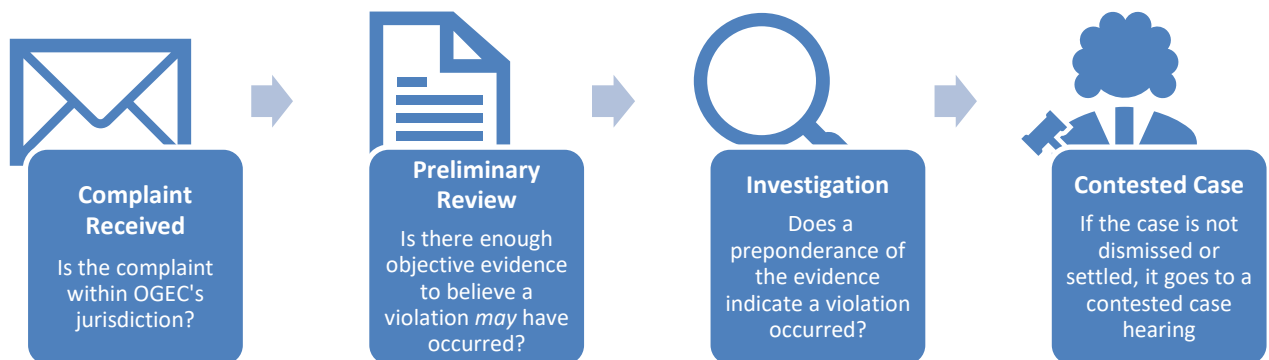 Complaint
Received
Is the complaint
within OGEC's
jurisdiction?
Preliminary
Review
Is there enough
objective evidence
to believe a
violation may have
occurred?
Investigation
Does a
preponderance of
the evidence
indicate a violation
occurred?
Contested Case
If the case is not
dismissed or
settled, it goes to a
contested case
hearing